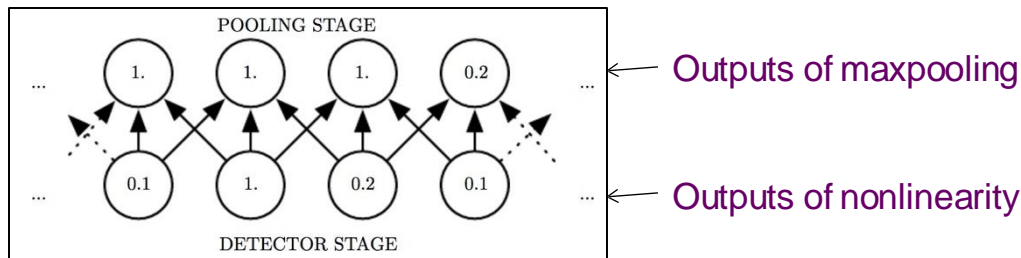 POOLING STAGE
... 1. 1. 1. 0.2 ...
Outputs of maxpooling
... 0.1 1. 0.2 0.1 ...
Outputs of nonlinearity
DETECTOR STAGE